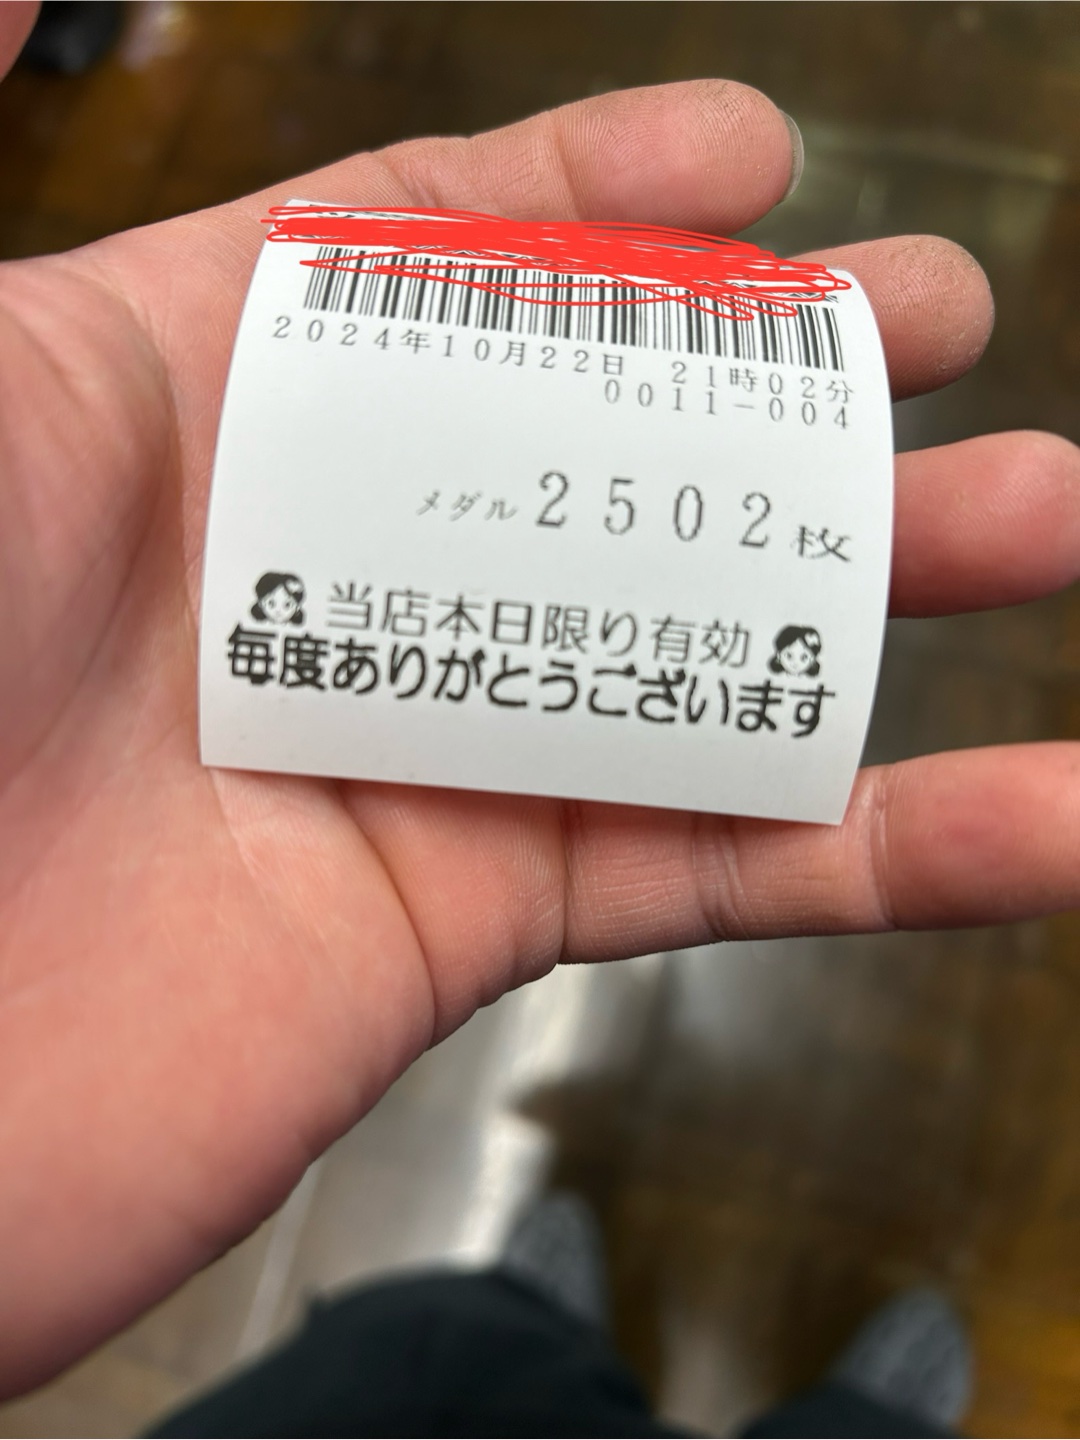 2024年10月22日 21時02分
0011-004
メダル 2502枚
当店本日限り有効
毎度ありがとうございます